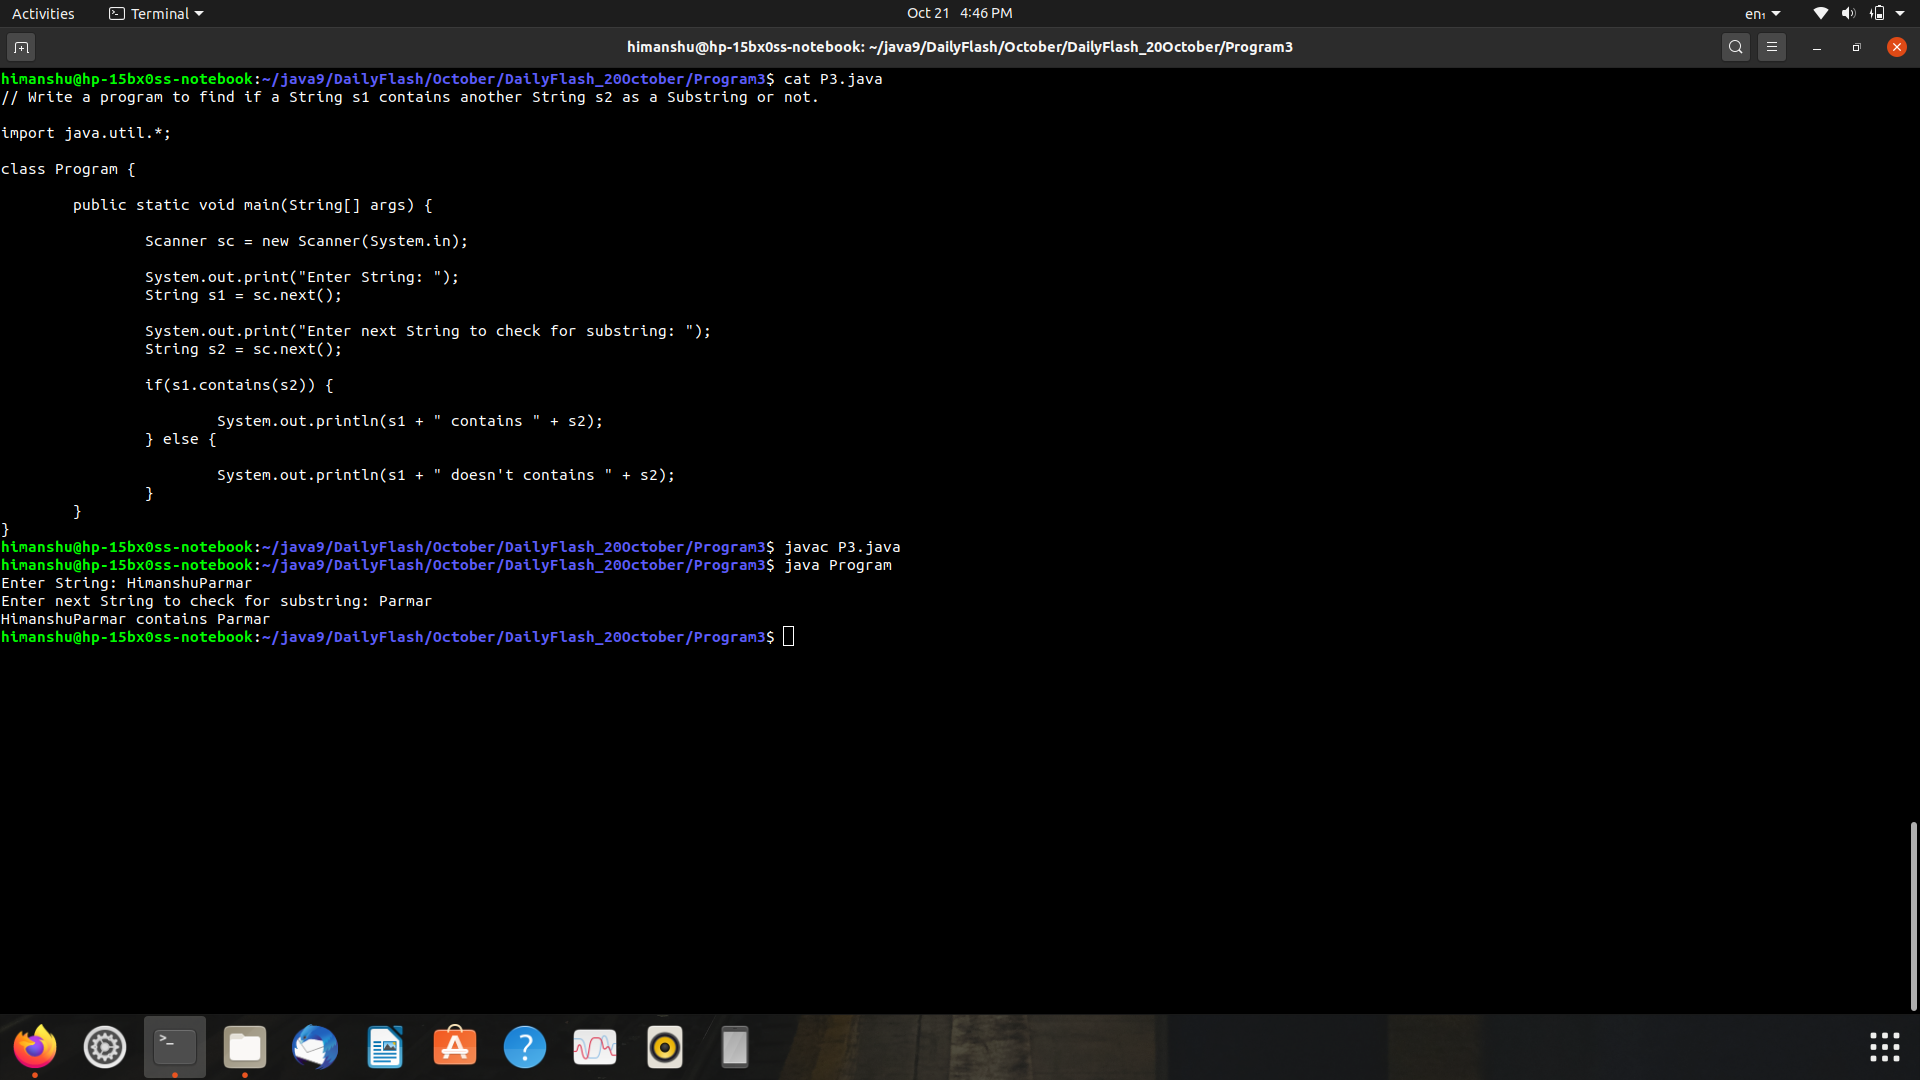 Activities Terminal Oct 21 4:46 PM en₁
himanshu@hp-15bx0ss-notebook: ~/java9/DailyFlash/October/DailyFlash_20October/Program3
himanshu@hp-15bx0ss-notebook:~/java9/DailyFlash/October/DailyFlash_20October/Program3$ cat P3.java
// Write a program to find if a String s1 contains another String s2 as a Substring or not.
import java.util.*;
class Program {
public static void main(String[] args) {
Scanner sc = new Scanner(System.in);
System.out.print("Enter String: ");
String s1 = sc.next();
System.out.print("Enter next String to check for substring: ");
String s2 = sc.next();
if(s1.contains(s2)) {
System.out.println(s1 + " contains " + s2);
} else {
System.out.println(s1 + " doesn't contains " + s2);
}
}
}
himanshu@hp-15bx0ss-notebook:~/java9/DailyFlash/October/DailyFlash_20October/Program3$ javac P3.java
himanshu@hp-15bx0ss-notebook:~/java9/DailyFlash/October/DailyFlash_20October/Program3$ java Program
Enter String: HimanshuParmar
Enter next String to check for substring: Parmar
HimanshuParmar contains Parmar
himanshu@hp-15bx0ss-notebook:~/java9/DailyFlash/October/DailyFlash_20October/Program3$